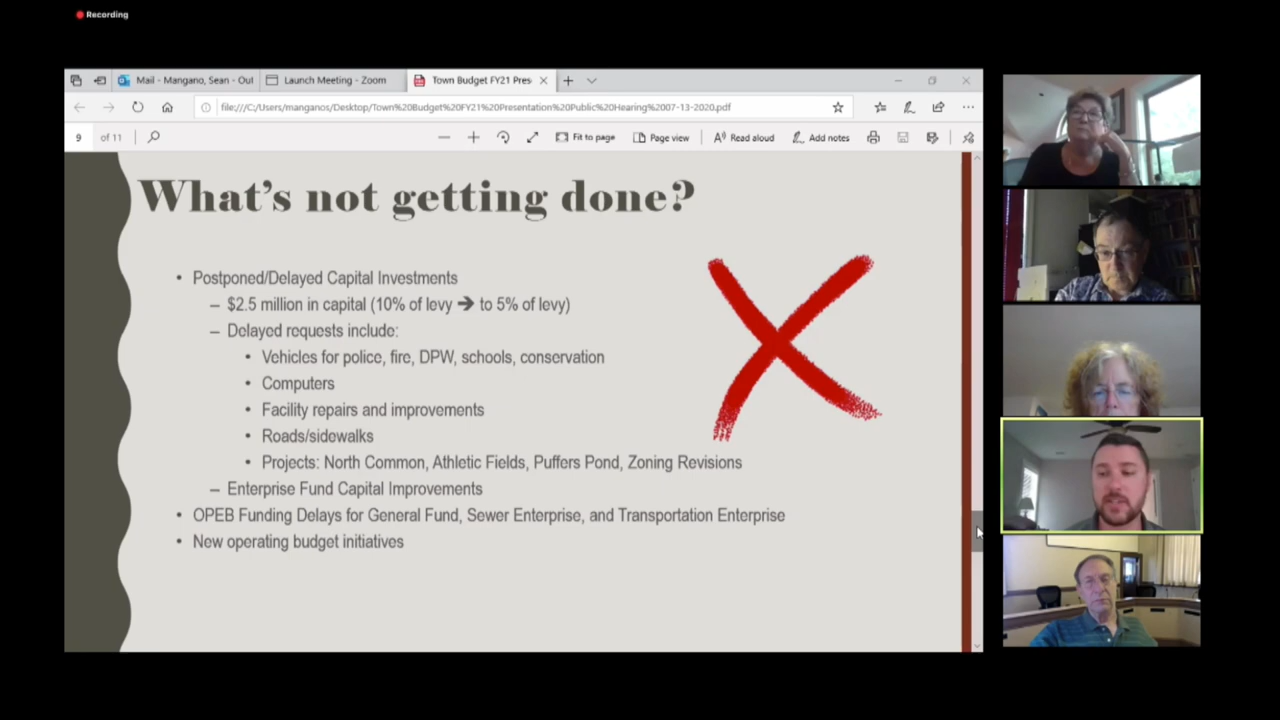 Recording
Mail - Mangano, Sean - Out
Launch Meeting - Zoom
Town Budget FY21 Pres
file:///C:/Users/manganos/Desktop/Town%20Budget%20FY21%20Presentation%20Public%20Hearing%2007-13-2020.pdf
9 of 11
Fit to page
Page view
Read aloud
Add notes
What's not getting done?
• Postponed/Delayed Capital Investments
– $2.5 million in capital (10% of levy ➔ to 5% of levy)
– Delayed requests include:
• Vehicles for police, fire, DPW, schools, conservation
• Computers
• Facility repairs and improvements
• Roads/sidewalks
• Projects: North Common, Athletic Fields, Puffers Pond, Zoning Revisions
– Enterprise Fund Capital Improvements
• OPEB Funding Delays for General Fund, Sewer Enterprise, and Transportation Enterprise
• New operating budget initiatives